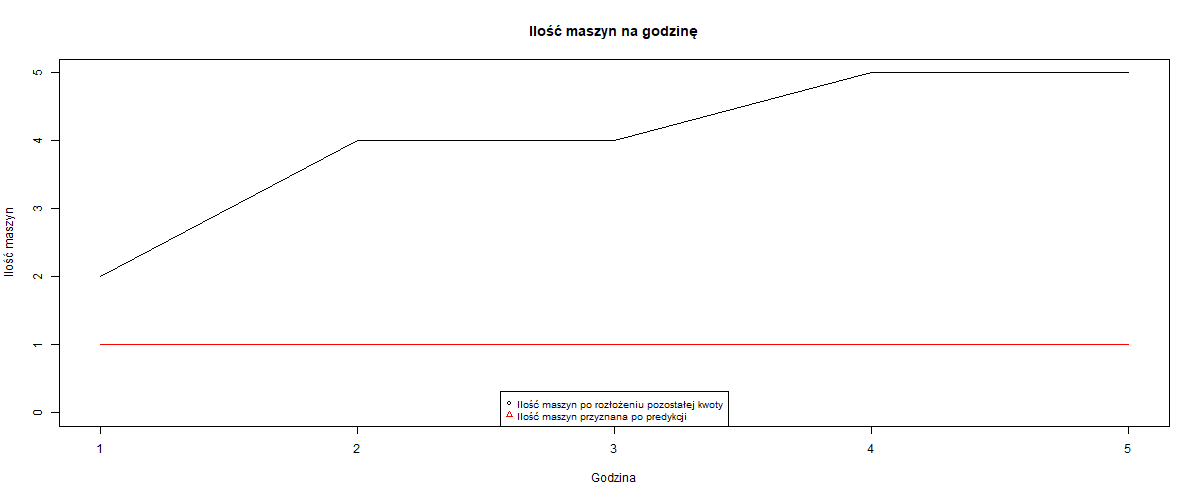 Ilość maszyn na godzinę
Ilość maszyn
5
4
3
2
1
0
Ilość maszyn po rozłożeniu pozostałej kwoty
Ilość maszyn przyznana po predykcji
1 2 3 4 5
Godzina